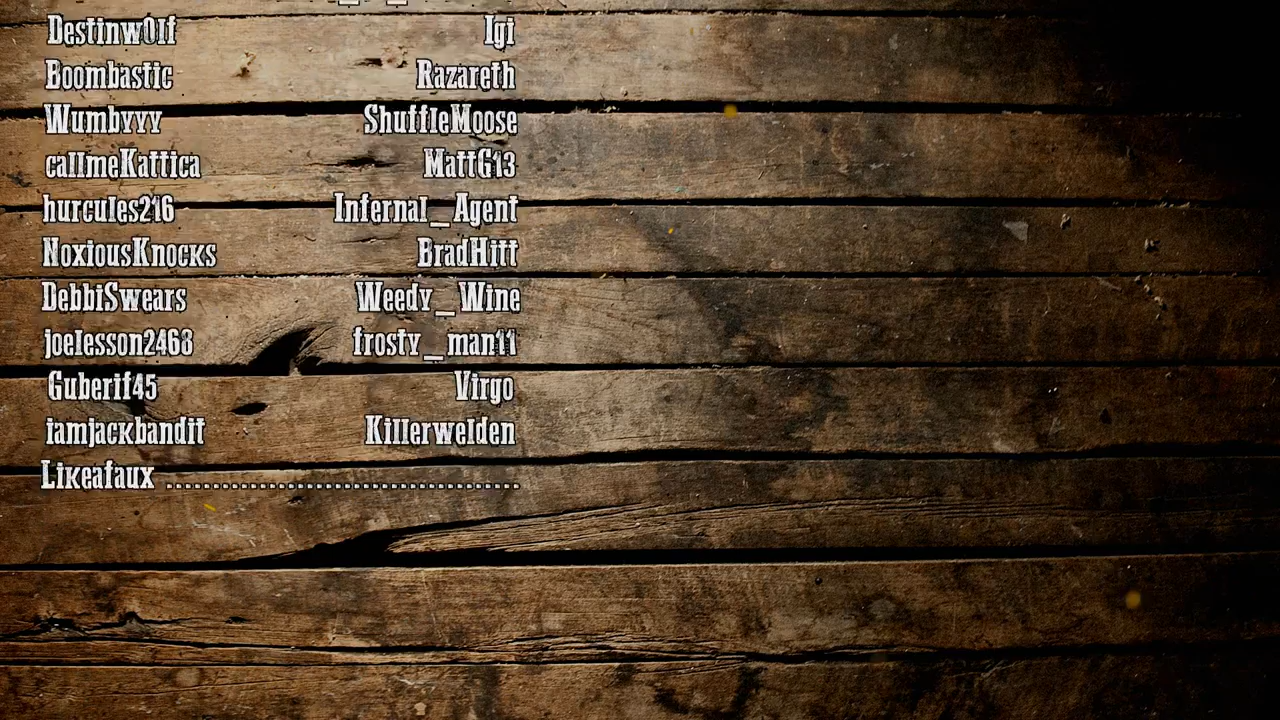 Destinw0lf Igi
Boombastic Razareth
Wumbyyy ShuffleMoose
callmeKattica MattG13
hurcules216 Infernal_Agent
NoxiousKnocks BradHitt
DebbiSwears Weedy_Wine
joelesson2468 frosty_man11
Guberif45 Virgo
iamjackbandit Killerwelden
Likeafaux ......................................